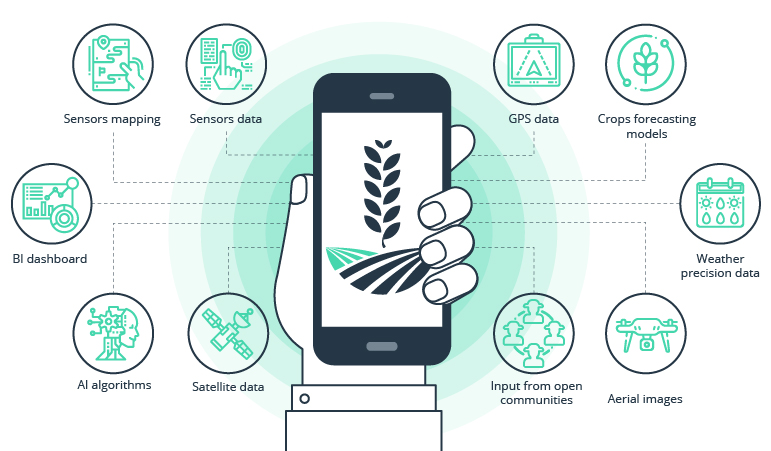 Sensors mapping
Sensors data
GPS data
Crops forecasting
models
BI dashboard
Weather
precision data
AI algorithms
Satellite data
Input from open
communities
Aerial images